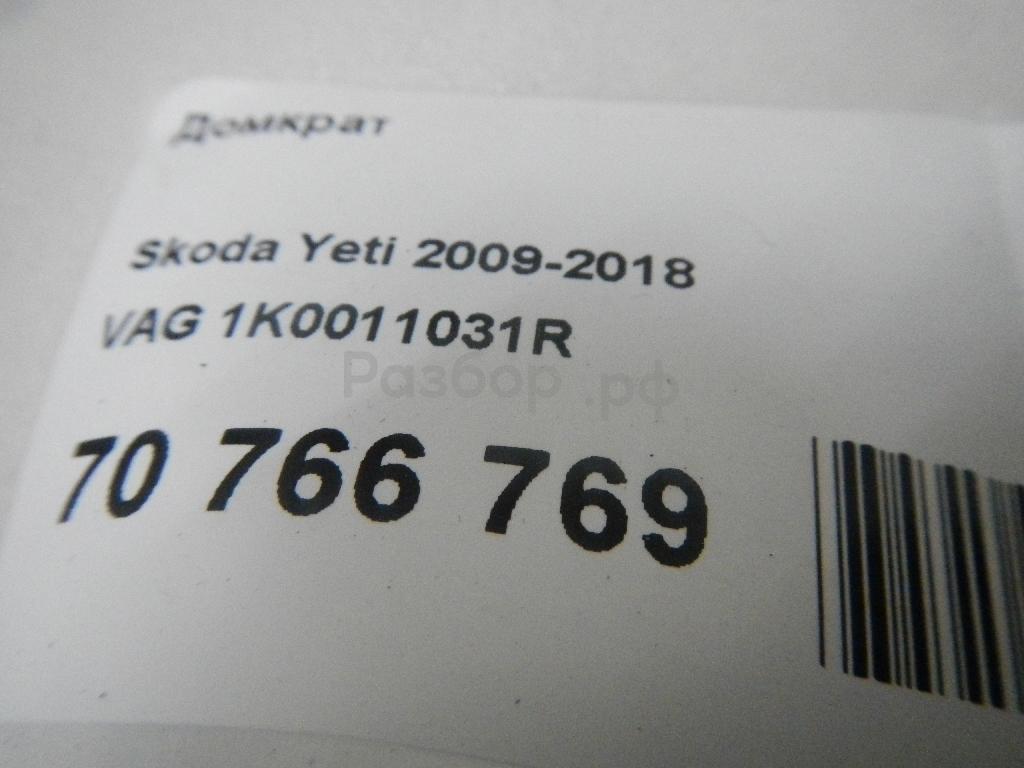 Домкрат
Skoda Yeti 2009-2018
VAG 1K0011031R
Разбор.рф
70 766 769